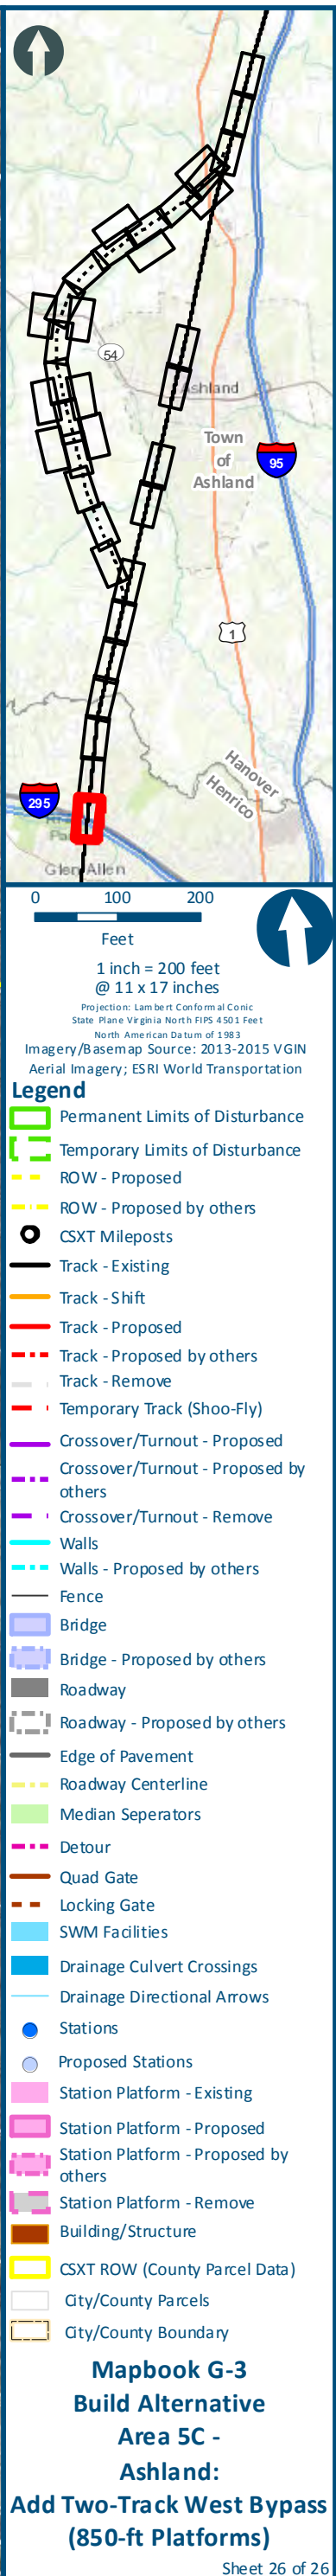 54
Ashland
Town
of
Ashland
95
1
Hanover
Henrico
295
Glen Allen
0 100 200
Feet
1 inch = 200 feet
@ 11 x 17 inches
Projection: Lambert Conformal Conic
State Plane Virginia North FIPS 4501 Feet
North American Datum of 1983
Imagery/Basemap Source: 2013-2015 VGIN
Aerial Imagery; ESRI World Transportation
Legend
Permanent Limits of Disturbance
Temporary Limits of Disturbance
ROW - Proposed
ROW - Proposed by others
CSXT Mileposts
Track - Existing
Track - Shift
Track - Proposed
Track - Proposed by others
Track - Remove
Temporary Track (Shoo-Fly)
Crossover/Turnout - Proposed
Crossover/Turnout - Proposed by
others
Crossover/Turnout - Remove
Walls
Walls - Proposed by others
Fence
Bridge
Bridge - Proposed by others
Roadway
Roadway - Proposed by others
Edge of Pavement
Roadway Centerline
Median Seperators
Detour
Quad Gate
Locking Gate
SWM Facilities
Drainage Culvert Crossings
Drainage Directional Arrows
Stations
Proposed Stations
Station Platform - Existing
Station Platform - Proposed
Station Platform - Proposed by
others
Station Platform - Remove
Building/Structure
CSXT ROW (County Parcel Data)
City/County Parcels
City/County Boundary
Mapbook G-3
Build Alternative
Area 5C -
Ashland:
Add Two-Track West Bypass
(850-ft Platforms)
Sheet 26 of 26